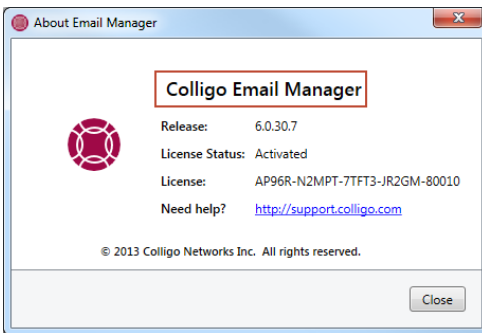 About Email Manager
Colligo Email Manager
Release: 6.0.30.7
License Status: Activated
License: AP96R-N2MPT-7TFT3-JR2GM-80010
Need help? http://support.colligo.com
© 2013 Colligo Networks Inc. All rights reserved.
Close